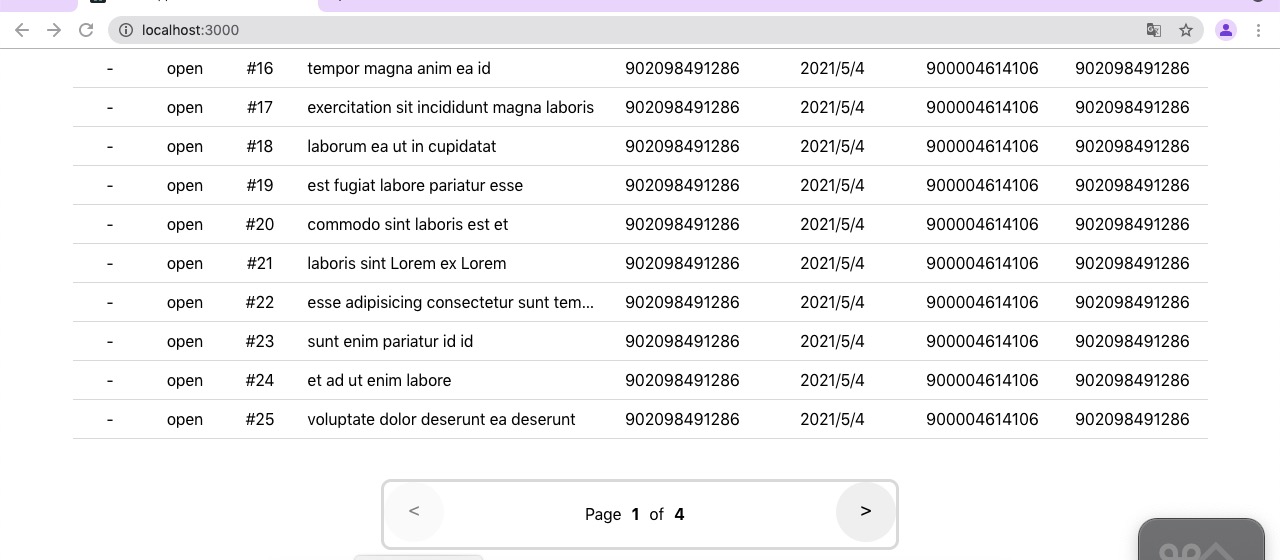 localhost:3000
- open #16 tempor magna anim ea id 902098491286 2021/5/4 900004614106 902098491286
- open #17 exercitation sit incididunt magna laboris 902098491286 2021/5/4 900004614106 902098491286
- open #18 laborum ea ut in cupidatat 902098491286 2021/5/4 900004614106 902098491286
- open #19 est fugiat labore pariatur esse 902098491286 2021/5/4 900004614106 902098491286
- open #20 commodo sint laboris est et 902098491286 2021/5/4 900004614106 902098491286
- open #21 laboris sint Lorem ex Lorem 902098491286 2021/5/4 900004614106 902098491286
- open #22 esse adipisicing consectetur sunt tem... 902098491286 2021/5/4 900004614106 902098491286
- open #23 sunt enim pariatur id id 902098491286 2021/5/4 900004614106 902098491286
- open #24 et ad ut enim labore 902098491286 2021/5/4 900004614106 902098491286
- open #25 voluptate dolor deserunt ea deserunt 902098491286 2021/5/4 900004614106 902098491286
< Page 1 of 4 >